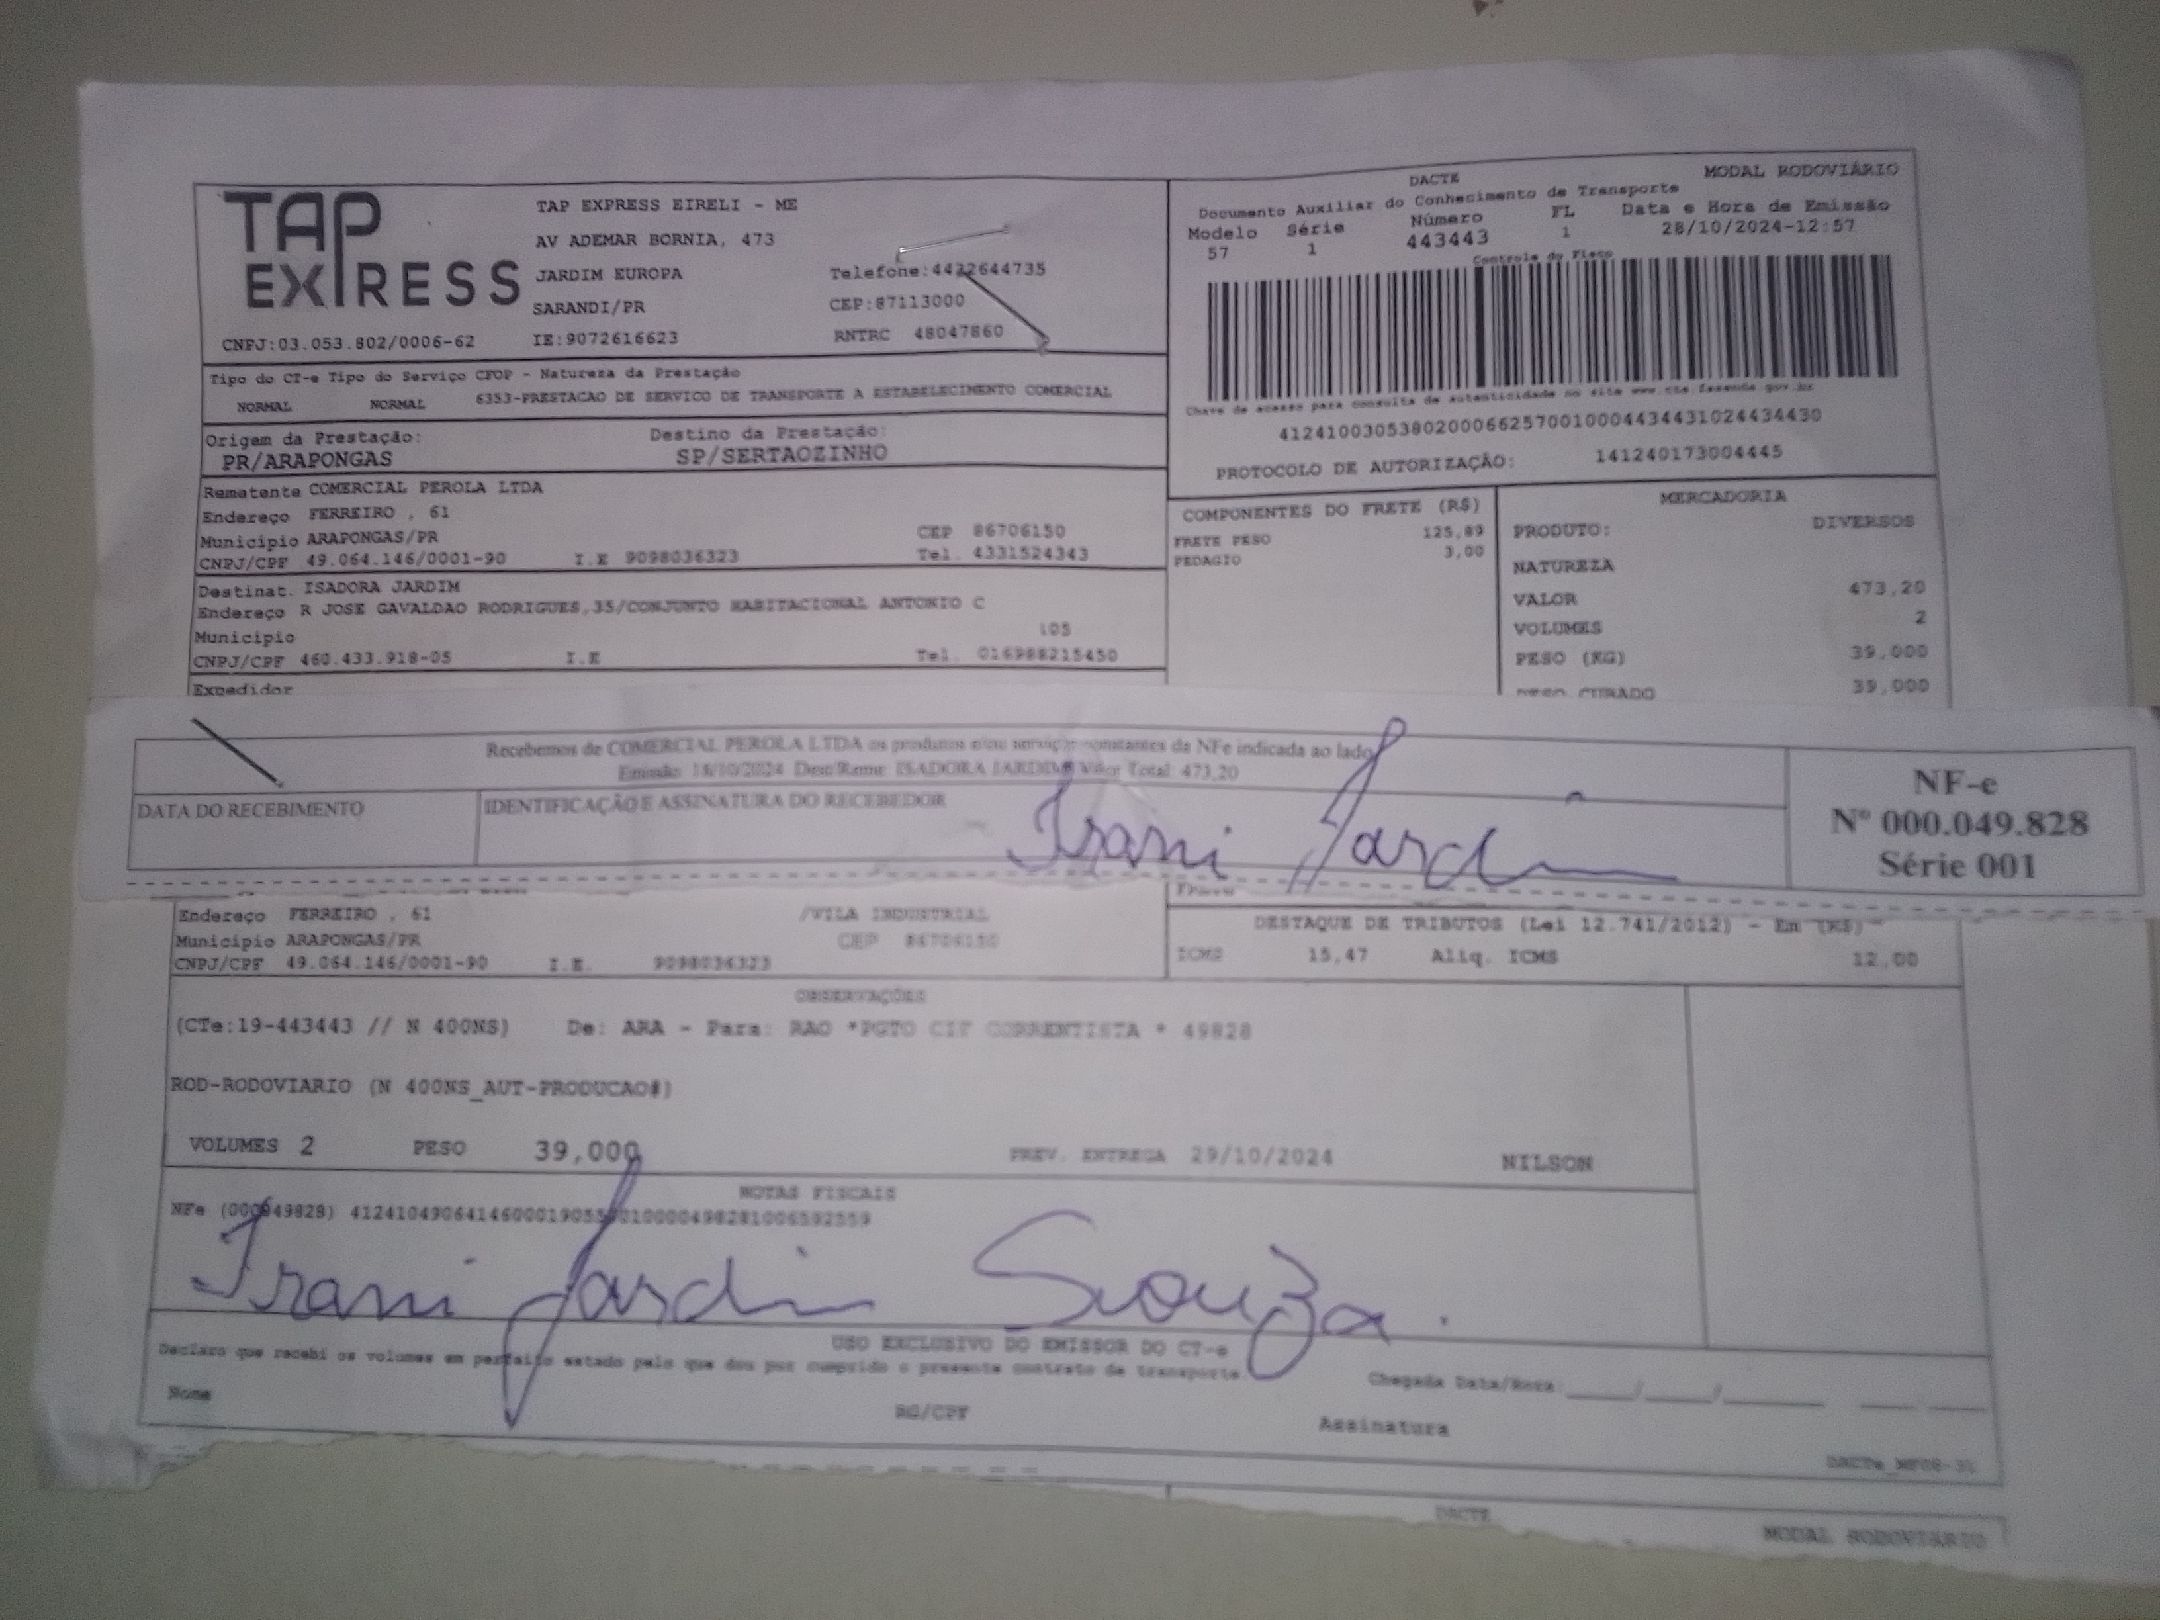 TAP EXPRESS
TAP EXPRESS EIRELI - ME
AV ADEMAR BORNIA, 473
JARDIM EUROPA Telefone:4432644735
SARANDI/PR CEP:87113000
CNPJ:03.053.802/0006-62 IE:9072616623 RNTRC 48047860
Tipo do CT-e Tipo do Serviço CFOP - Natureza da Prestação
NORMAL NORMAL 6353-PRESTACAO DE SERVICO DE TRANSPORTE A ESTABELECIMENTO COMERCIAL
Origem da Prestação: Destino da Prestação:
PR/ARAPONGAS SP/SERTAOZINHO
Remetente COMERCIAL PEROLA LTDA
Endereço FERREIRO , 61
Municipio ARAPONGAS/PR CEP 86706150
CNPJ/CPF 49.064.146/0001-90 I.E 9098036323 Tel. 4331524343
Destinat. ISADORA JARDIM
Endereço R JOSE GAVALDAO RODRIGUES,35/CONJUNTO HABITACIONAL ANTONIO C
Municipio 105
CNPJ/CPF 460.433.918-05 I.E Tel. 016988215450
Expedidor
DACTE MODAL RODOVIÁRIO
Documento Auxiliar do Conhecimento de Transporte
Modelo Série Número FL Data e Hora de Emissão
57 1 443443 1 28/10/2024-12:57
Controle do Fisco
Chave de acesso para consulta de autenticidade no site www.cte.fazenda.gov.br
41241003053802000662570010004434431024434430
PROTOCOLO DE AUTORIZAÇÃO: 141240173004445
COMPONENTES DO FRETE (R$)
FRETE PESO 125,89
PEDAGIO 3,00
MERCADORIA
PRODUTO: DIVERSOS
NATUREZA
VALOR 473,20
VOLUMES 2
PESO (KG) 39,000
PESO CUBADO 39,000
Recebemos de COMERCIAL PEROLA LTDA os produtos e/ou serviços constantes da NFe indicada ao lado
Emissão: 18/10/2024 Dest/Reme: ISADORA JARDIM Valor Total: 473,20
DATA DO RECEBIMENTO IDENTIFICAÇÃO E ASSINATURA DO RECEBEDOR
Irani Jardin
NF-e
Nº 000.049.828
Série 001
Endereço FERREIRO , 61 /VILA INDUSTRIAL
Municipio ARAPONGAS/PR CEP 86706150
CNPJ/CPF 49.064.146/0001-90 I.E. 9098036323
DESTAQUE DE TRIBUTOS (Lei 12.741/2012) - Em (R$)
ICMS 15,47 Aliq. ICMS 12,00
OBSERVAÇÕES
(CTe:19-443443 // N 400NS) De: ARA - Para: RAO *PGTO CIF CORRENTISTA * 49828
ROD-RODOVIARIO (N 400NS_AUT-PRODUCAO#)
VOLUMES 2 PESO 39,000 PREV. ENTREGA 29/10/2024 NILSON
NOTAS FISCAIS
NFe (000049828)
Irani Jardin Souza.
USO EXCLUSIVO DO EMISSOR DO CT-e
Declaro que recebi os volumes em perfeito estado pelo que dou por cumprido o presente contrato de transporte.
Chegada Data/Hora: ____/____/____
Nome RG/CPF Assinatura
DACTE
MODAL RODOVIÁRIO